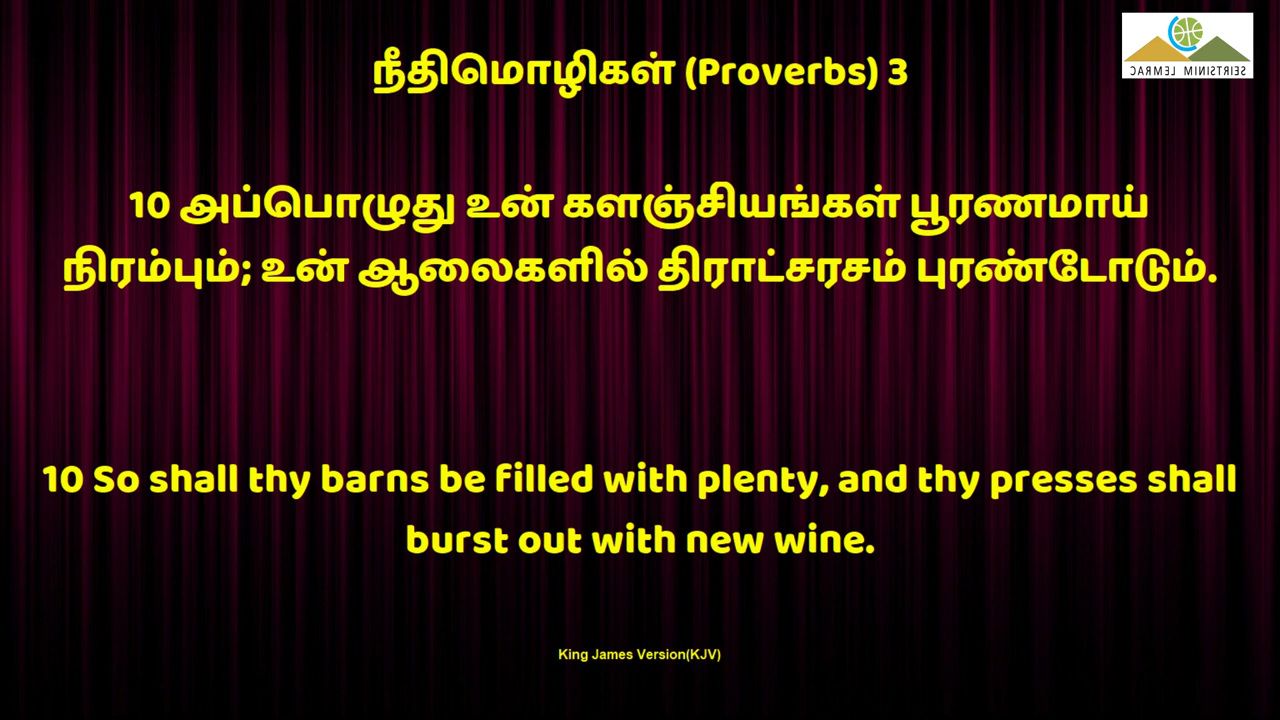 நீதிமொழிகள் (Proverbs) 3
CARMEL MINISTRIES
10 அப்பொழுது உன் களஞ்சியங்கள் பூரணமாய்
நிரம்பும்; உன் ஆலைகளில் திராட்சரசம் புரண்டோடும்.
10 So shall thy barns be filled with plenty, and thy presses shall
burst out with new wine.
King James Version(KJV)